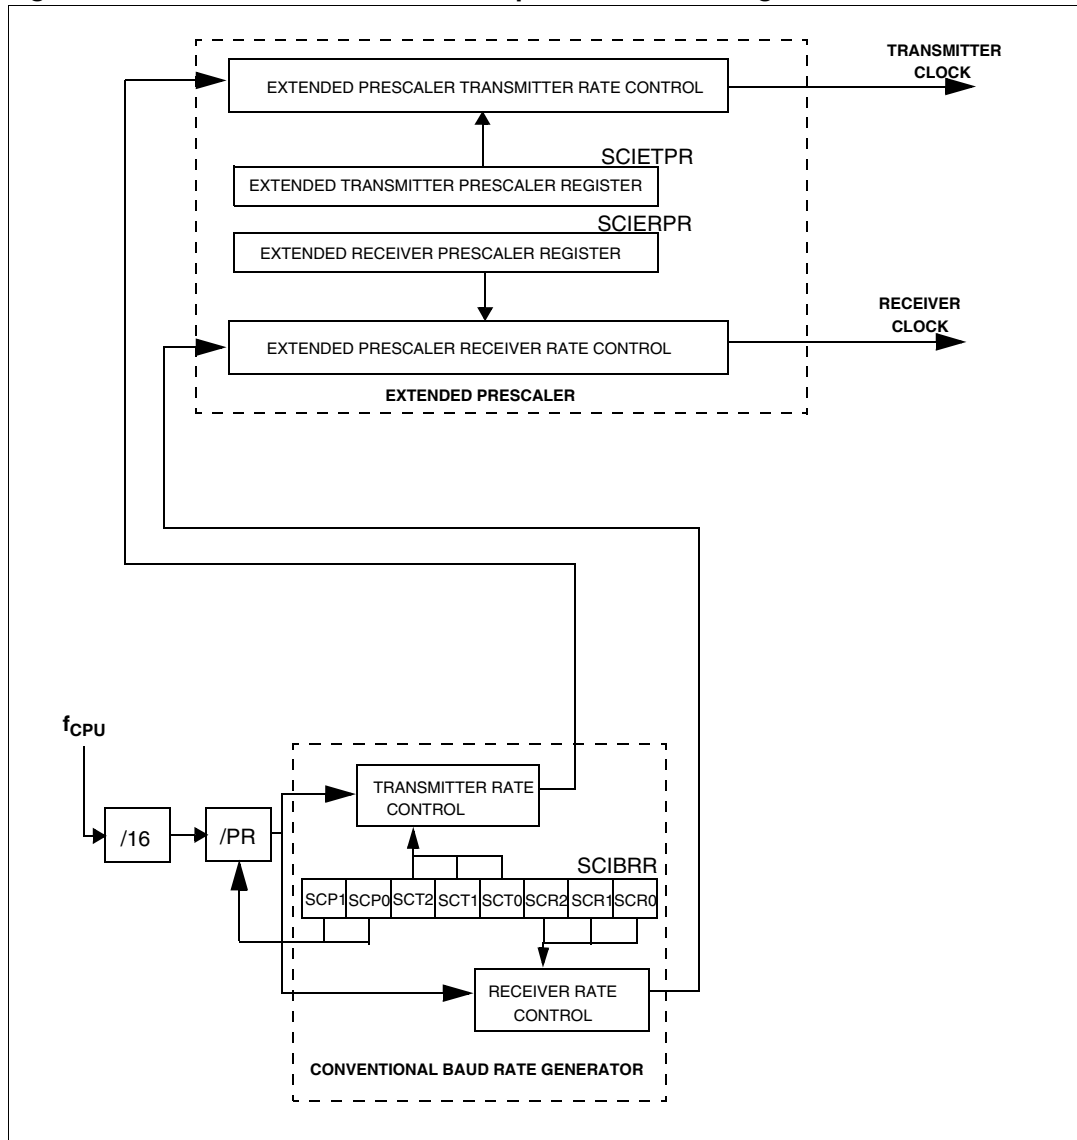 TRANSMITTER
CLOCK
EXTENDED PRESCALER TRANSMITTER RATE CONTROL
SCIETPR
EXTENDED TRANSMITTER PRESCALER REGISTER
SCIERPR
EXTENDED RECEIVER PRESCALER REGISTER
RECEIVER
CLOCK
EXTENDED PRESCALER RECEIVER RATE CONTROL
EXTENDED PRESCALER
fCPU
TRANSMITTER RATE
CONTROL
/16
/PR
SCIBRR
SCP1 SCP0 SCT2 SCT1 SCT0 SCR2 SCR1 SCR0
RECEIVER RATE
CONTROL
CONVENTIONAL BAUD RATE GENERATOR